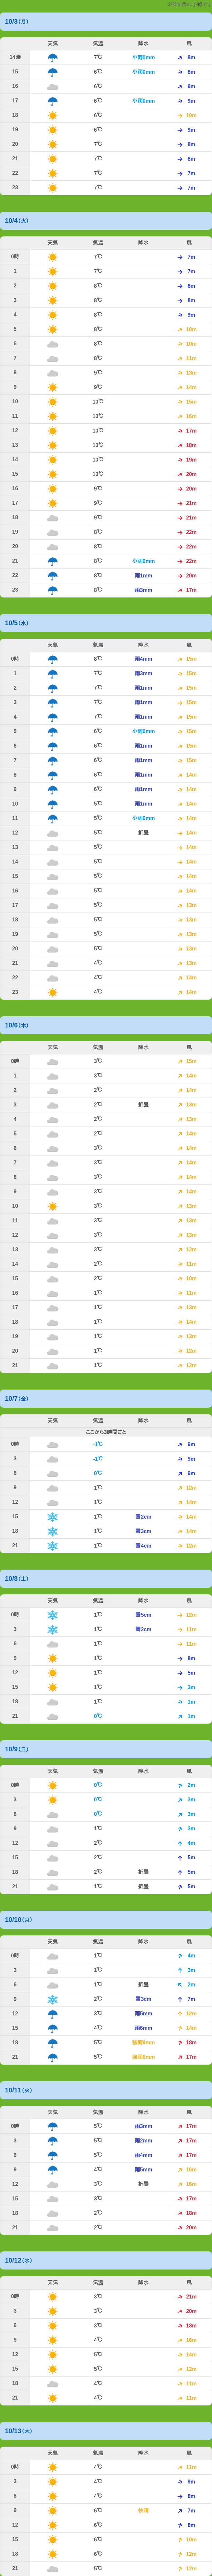 10/3(月)
天気 気温 降水 風
14時 7℃ 小雨0mm 8m
15 6℃ 小雨0mm 8m
16 6℃ 9m
17 6℃ 小雨0mm 9m
18 6℃ 10m
19 6℃ 9m
20 7℃ 8m
21 7℃ 8m
22 7℃ 7m
23 7℃ 7m
10/4(火)
天気 気温 降水 風
0時 7℃ 7m
1 7℃ 7m
2 8℃ 8m
3 8℃ 8m
4 8℃ 9m
5 8℃ 10m
6 8℃ 10m
7 8℃ 11m
8 9℃ 13m
9 9℃ 14m
10 10℃ 15m
11 10℃ 16m
12 10℃ 17m
13 10℃ 18m
14 10℃ 19m
15 10℃ 20m
16 9℃ 20m
17 9℃ 21m
18 9℃ 21m
19 8℃ 22m
20 8℃ 22m
21 8℃ 小雨0mm 22m
22 8℃ 雨1mm 20m
23 8℃ 雨3mm 17m
10/5(水)
天気 気温 降水 風
0時 8℃ 雨4mm 15m
1 7℃ 雨3mm 15m
2 7℃ 雨1mm 15m
3 7℃ 雨1mm 15m
4 7℃ 雨1mm 15m
5 6℃ 小雨0mm 15m
6 6℃ 雨1mm 15m
7 6℃ 雨1mm 15m
8 6℃ 雨1mm 14m
9 6℃ 雨1mm 14m
10 5℃ 雨1mm 14m
11 5℃ 小雨0mm 14m
12 5℃ 折曇 14m
13 5℃ 14m
14 5℃ 14m
15 5℃ 14m
16 5℃ 14m
17 5℃ 13m
18 5℃ 13m
19 5℃ 13m
20 5℃ 13m
21 4℃ 13m
22 4℃ 14m
23 4℃ 14m
10/6(木)
天気 気温 降水 風
0時 3℃ 15m
1 3℃ 14m
2 2℃ 14m
3 2℃ 折曇 13m
4 2℃ 13m
5 2℃ 14m
6 3℃ 14m
7 3℃ 14m
8 3℃ 14m
9 3℃ 14m
10 3℃ 13m
11 3℃ 13m
12 3℃ 13m
13 3℃ 12m
14 2℃ 11m
15 2℃ 10m
16 1℃ 11m
17 1℃ 13m
18 1℃ 14m
19 1℃ 13m
20 1℃ 12m
21 1℃ 12m
10/7(金)
天気 気温 降水 風
ここから3時間ごと
0時 -1℃ 9m
3 -1℃ 9m
6 0℃ 9m
9 1℃ 12m
12 1℃ 14m
15 1℃ 雪2cm 14m
18 1℃ 雪3cm 14m
21 1℃ 雪4cm 12m
10/8(土)
天気 気温 降水 風
0時 1℃ 雪5cm 12m
3 1℃ 雪2cm 11m
6 1℃ 11m
9 1℃ 8m
12 1℃ 5m
15 1℃ 3m
18 1℃ 1m
21 0℃ 1m
10/9(日)
天気 気温 降水 風
0時 0℃ 2m
3 0℃ 3m
6 0℃ 3m
9 1℃ 3m
12 2℃ 4m
15 2℃ 5m
18 2℃ 折曇 5m
21 1℃ 折曇 5m
10/10(月)
天気 気温 降水 風
0時 1℃ 4m
3 1℃ 3m
6 1℃ 折曇 2m
9 2℃ 雪3cm 7m
12 3℃ 雨5mm 12m
15 4℃ 雨6mm 14m
18 5℃ 強雨9mm 18m
21 5℃ 強雨8mm 17m
10/11(火)
天気 気温 降水 風
0時 5℃ 雨3mm 17m
3 5℃ 雨2mm 17m
6 5℃ 雨4mm 17m
9 4℃ 雨5mm 16m
12 3℃ 折曇 16m
15 3℃ 17m
18 2℃ 18m
21 2℃ 20m
10/12(水)
天気 気温 降水 風
0時 3℃ 21m
3 3℃ 20m
6 3℃ 18m
9 4℃ 16m
12 5℃ 14m
15 5℃ 12m
18 4℃ 11m
21 4℃ 11m
10/13(木)
天気 気温 降水 風
0時 4℃ 11m
3 4℃ 9m
6 4℃ 8m
9 6℃ 快晴 7m
12 6℃ 8m
15 6℃ 10m
18 6℃ 12m
21 5℃ 12m